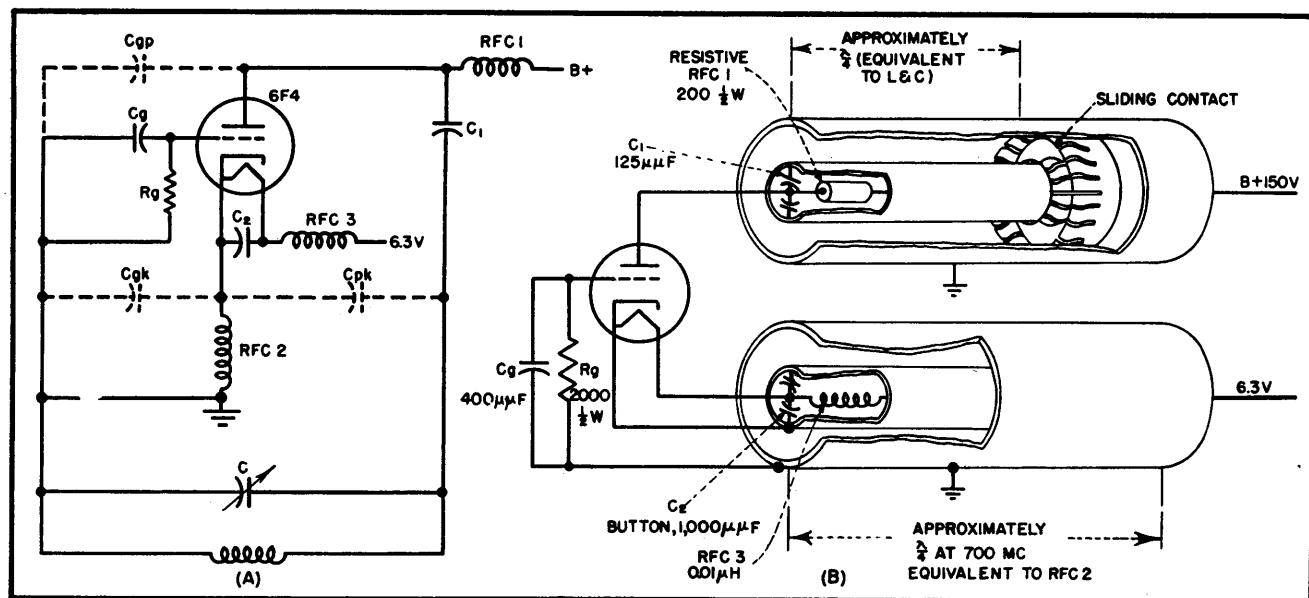 Cgp
RFC 1
B+
6F4
Cg
C1
Rg
C2
RFC 3
6.3V
Cgk
Cpk
RFC 2
C
(A)
APPROXIMATELY
λ/4 (EQUIVALENT
TO L & C)
RESISTIVE
RFC 1
200 ½W
SLIDING CONTACT
C1
125μμF
B+150V
Cg
400μμF
Rg
2000
½W
6.3V
C2
BUTTON, 1,000μμF
RFC 3
0.01μH
(B)
APPROXIMATELY
λ/4 AT 700 MC
EQUIVALENT TO RFC 2